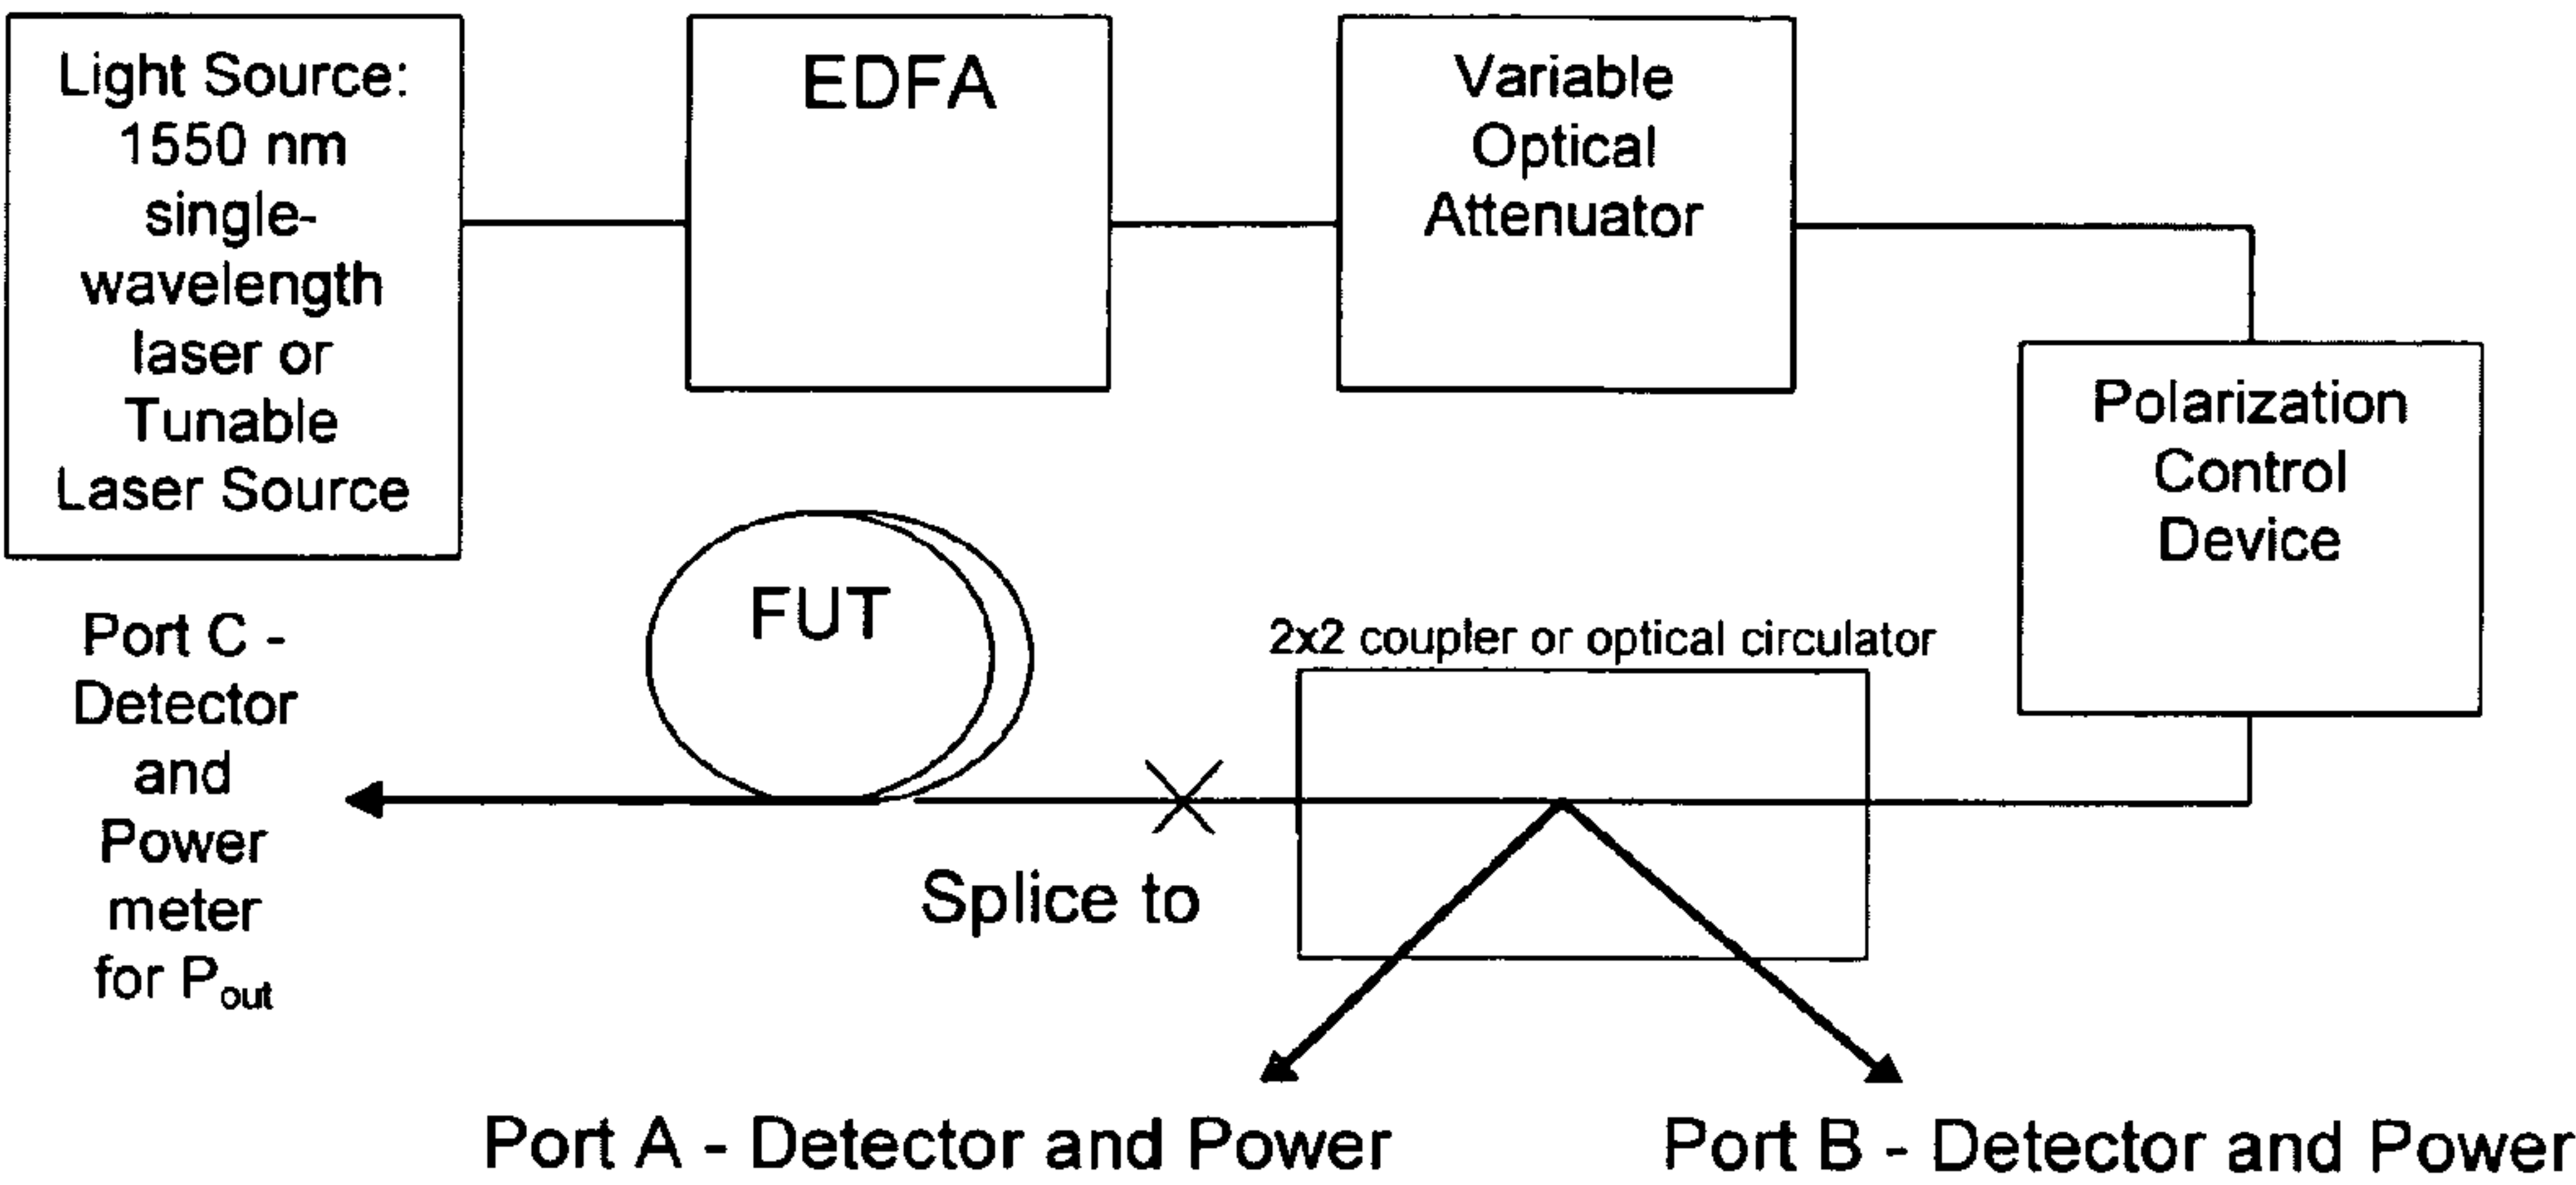 Light Source:
1550 nm
single-
wavelength
laser or
Tunable
Laser Source
EDFA
Variable
Optical
Attenuator
Polarization
Control
Device
FUT
2x2 coupler or optical circulator
Port C -
Detector
and
Power
meter
for Pout
Splice to
Port A - Detector and Power
Port B - Detector and Power